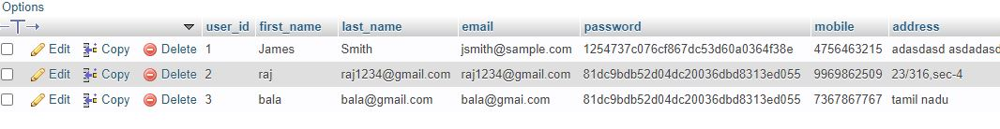 Options
user_id first_name last_name email password mobile address
Edit Copy Delete 1 James Smith jsmith@sample.com 1254737c076cf867dc53d60a0364f38e 4756463215 adasdasd asdadasd
Edit Copy Delete 2 raj raj1234@gmail.com raj1234@gmail.com 81dc9bdb52d04dc20036dbd8313ed055 9969862509 23/316,sec-4
Edit Copy Delete 3 bala bala@gmail.com bala@gmai.com 81dc9bdb52d04dc20036dbd8313ed055 7367867767 tamil nadu